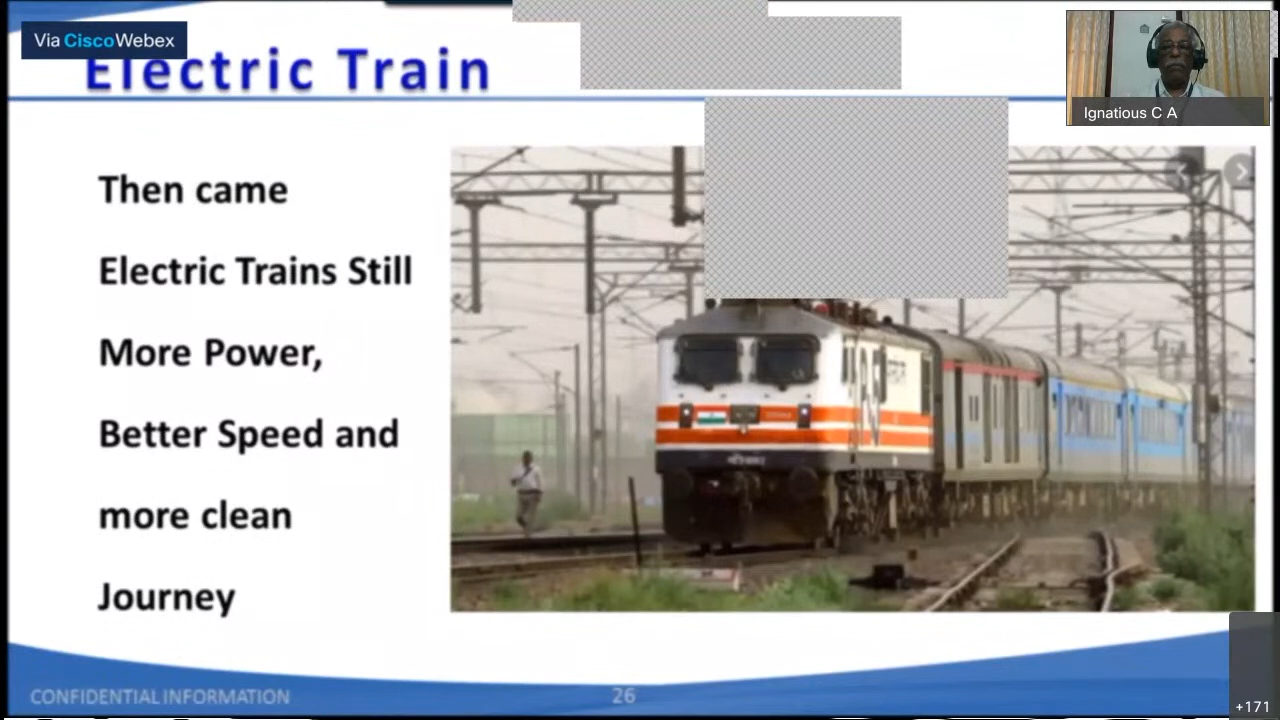 Via CiscoWebex
Electric Train
Ignatious C A
Then came
Electric Trains Still
More Power,
Better Speed and
more clean
Journey
CONFIDENTIAL INFORMATION
26
+171